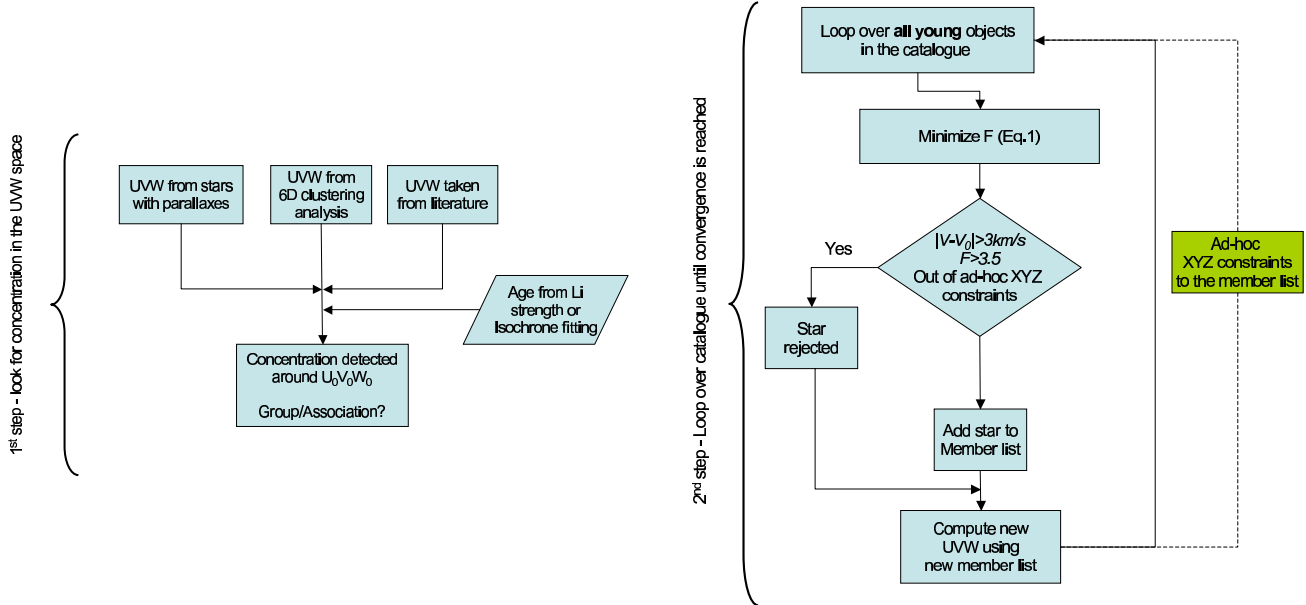 1st step - look for concentration in the UVW space
UVW from stars
with parallaxes
UVW from
6D clustering
analysis
UVW taken
from literature
Age from Li
strength or
Isochrone fitting
Concentration detected
around U0V0W0
Group/Association?
2nd step - Loop over catalogue until convergence is reached
Loop over all young objects
in the catalogue
Minimize F (Eq.1)
|V-V0|>3km/s
F>3.5
Out of ad-hoc XYZ
constraints
Yes
Star
rejected
Add star to
Member list
Compute new
UVW using
new member list
Ad-hoc
XYZ constraints
to the member list